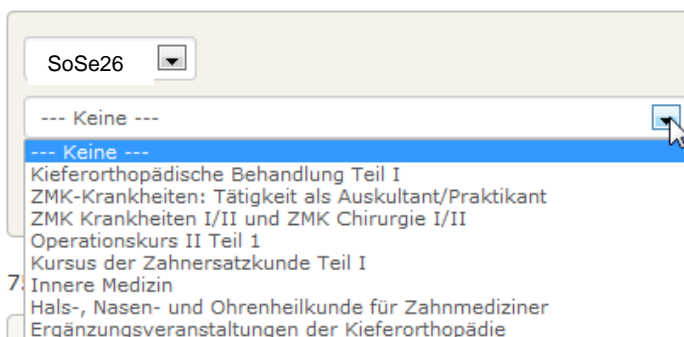 SoSe26
--- Keine ---
--- Keine ---
Kieferorthopädische Behandlung Teil I
ZMK-Krankheiten: Tätigkeit als Auskultant/Praktikant
ZMK Krankheiten I/II und ZMK Chirurgie I/II
Operationskurs II Teil 1
Kursus der Zahnersatzkunde Teil I
Innere Medizin
Hals-, Nasen- und Ohrenheilkunde für Zahnmediziner
Ergänzungsveranstaltungen der Kieferorthopädie